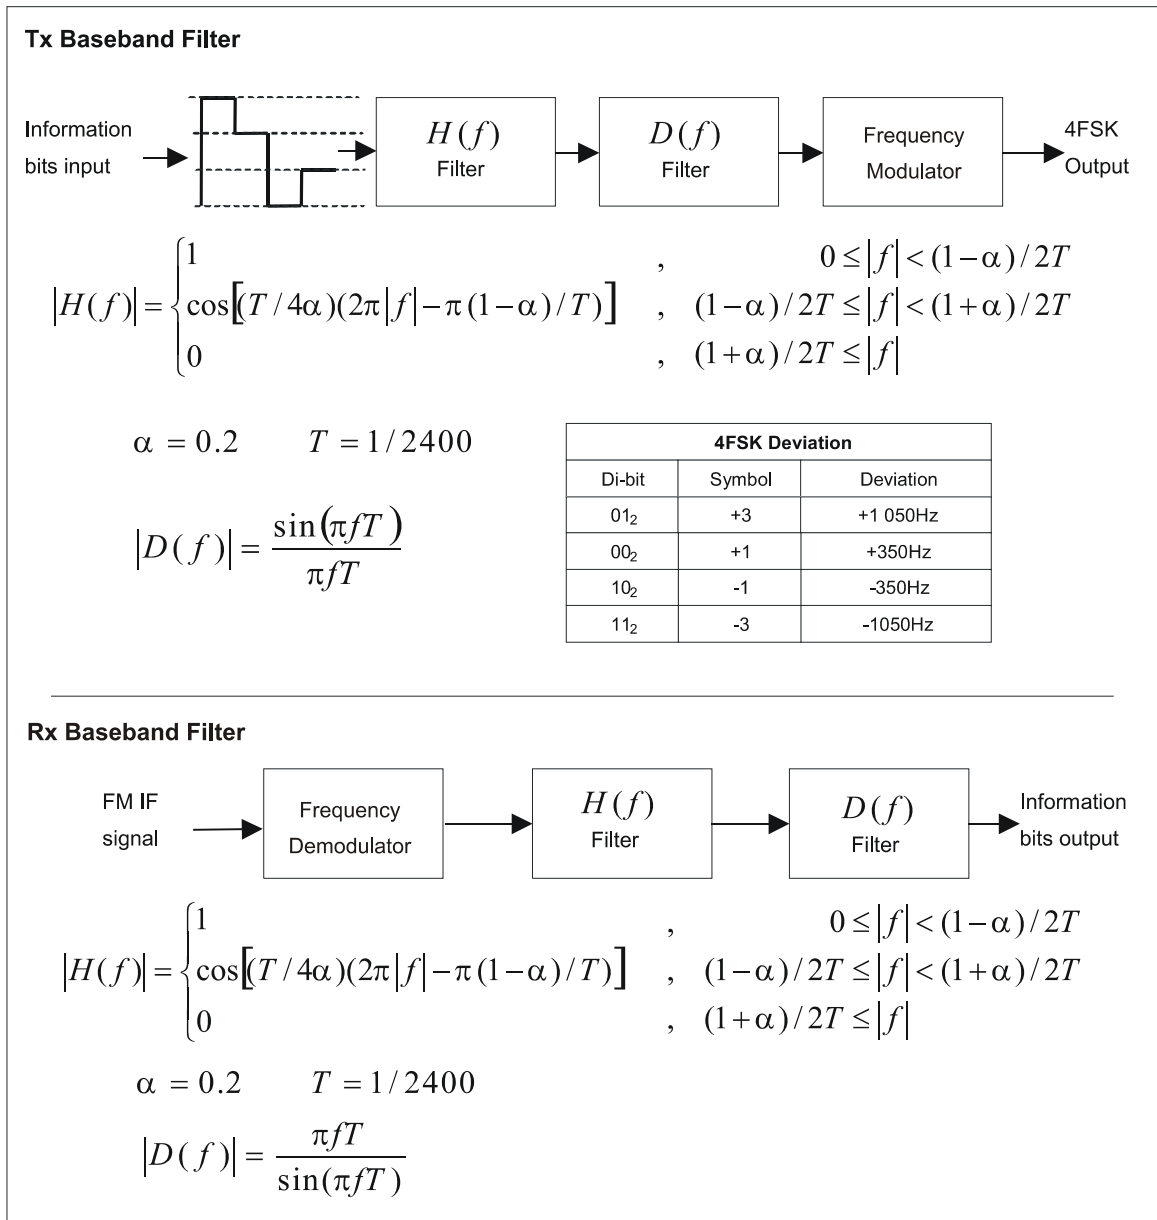 Tx Baseband Filter
Information bits input
H(f) Filter
D(f) Filter
Frequency Modulator
4FSK Output
|H(f)| = { 1 , 0 ≤ |f| < (1−α)/2T
cos[(T/4α)(2π|f|−π(1−α)/T)] , (1−α)/2T ≤ |f| < (1+α)/2T
0 , (1+α)/2T ≤ |f|
α = 0.2 T = 1/2400
|D(f)| = sin(πfT) / πfT
4FSK Deviation
Di-bit Symbol Deviation
01₂ +3 +1 050Hz
00₂ +1 +350Hz
10₂ -1 -350Hz
11₂ -3 -1050Hz
Rx Baseband Filter
FM IF signal
Frequency Demodulator
H(f) Filter
D(f) Filter
Information bits output
|H(f)| = { 1 , 0 ≤ |f| < (1−α)/2T
cos[(T/4α)(2π|f|−π(1−α)/T)] , (1−α)/2T ≤ |f| < (1+α)/2T
0 , (1+α)/2T ≤ |f|
α = 0.2 T = 1/2400
|D(f)| = πfT / sin(πfT)